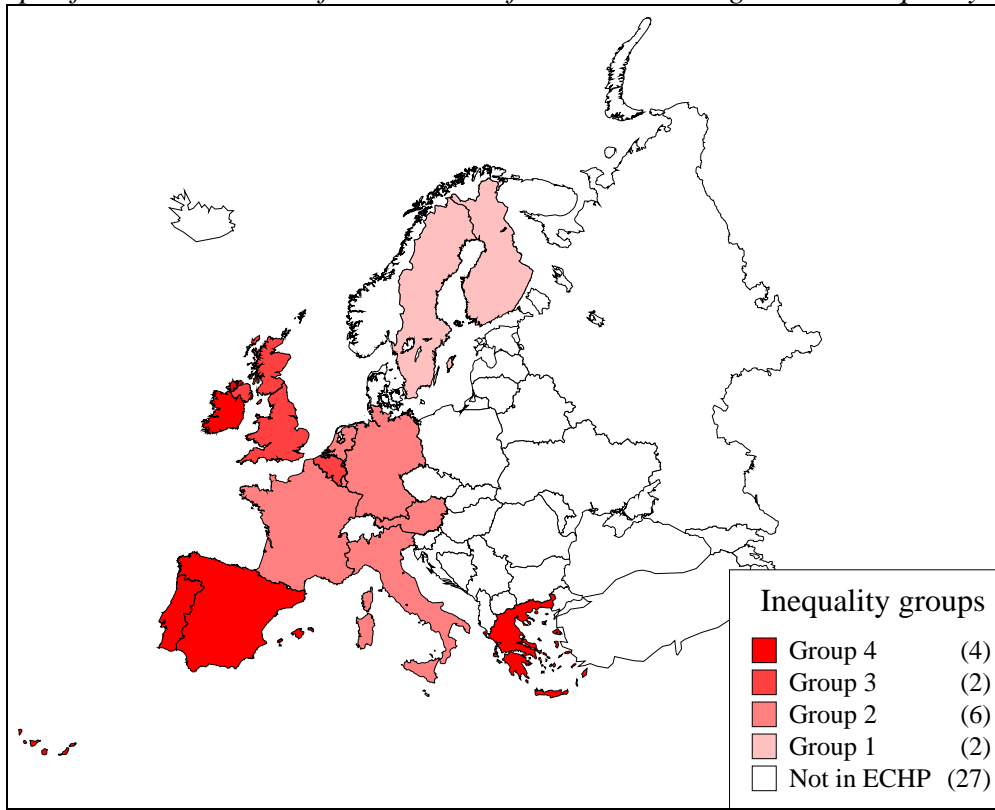 Inequality groups
Group 4 (4)
Group 3 (2)
Group 2 (6)
Group 1 (2)
Not in ECHP (27)